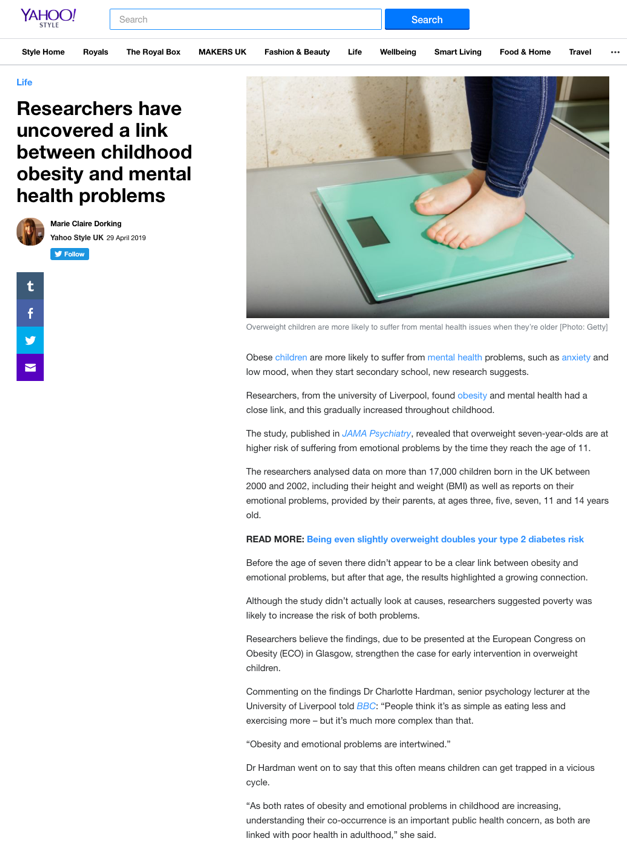 YAHOO!
STYLE
Search
Search
Style Home
Royals
The Royal Box
MAKERS UK
Fashion & Beauty
Life
Wellbeing
Smart Living
Food & Home
Travel
Life
Researchers have
uncovered a link
between childhood
obesity and mental
health problems
Marie Claire Dorking
Yahoo Style UK 29 April 2019
Follow
Overweight children are more likely to suffer from mental health issues when they're older [Photo: Getty]
Obese children are more likely to suffer from mental health problems, such as anxiety and
low mood, when they start secondary school, new research suggests.
Researchers, from the university of Liverpool, found obesity and mental health had a
close link, and this gradually increased throughout childhood.
The study, published in JAMA Psychiatry, revealed that overweight seven-year-olds are at
higher risk of suffering from emotional problems by the time they reach the age of 11.
The researchers analysed data on more than 17,000 children born in the UK between
2000 and 2002, including their height and weight (BMI) as well as reports on their
emotional problems, provided by their parents, at ages three, five, seven, 11 and 14 years
old.
READ MORE: Being even slightly overweight doubles your type 2 diabetes risk
Before the age of seven there didn't appear to be a clear link between obesity and
emotional problems, but after that age, the results highlighted a growing connection.
Although the study didn't actually look at causes, researchers suggested poverty was
likely to increase the risk of both problems.
Researchers believe the findings, due to be presented at the European Congress on
Obesity (ECO) in Glasgow, strengthen the case for early intervention in overweight
children.
Commenting on the findings Dr Charlotte Hardman, senior psychology lecturer at the
University of Liverpool told BBC: “People think it's as simple as eating less and
exercising more – but it's much more complex than that.
“Obesity and emotional problems are intertwined.”
Dr Hardman went on to say that this often means children can get trapped in a vicious
cycle.
“As both rates of obesity and emotional problems in childhood are increasing,
understanding their co-occurrence is an important public health concern, as both are
linked with poor health in adulthood,” she said.